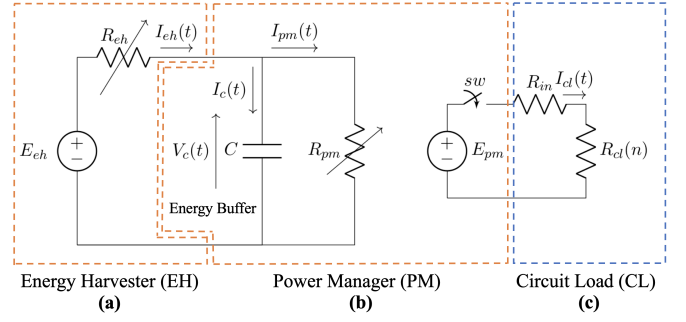 R_eh
I_eh(t)
I_pm(t)
sw
R_in
I_cl(t)
I_c(t)
E_eh
V_c(t)
C
R_pm
E_pm
R_cl(n)
Energy Buffer
Energy Harvester (EH)
Power Manager (PM)
Circuit Load (CL)
(a)
(b)
(c)